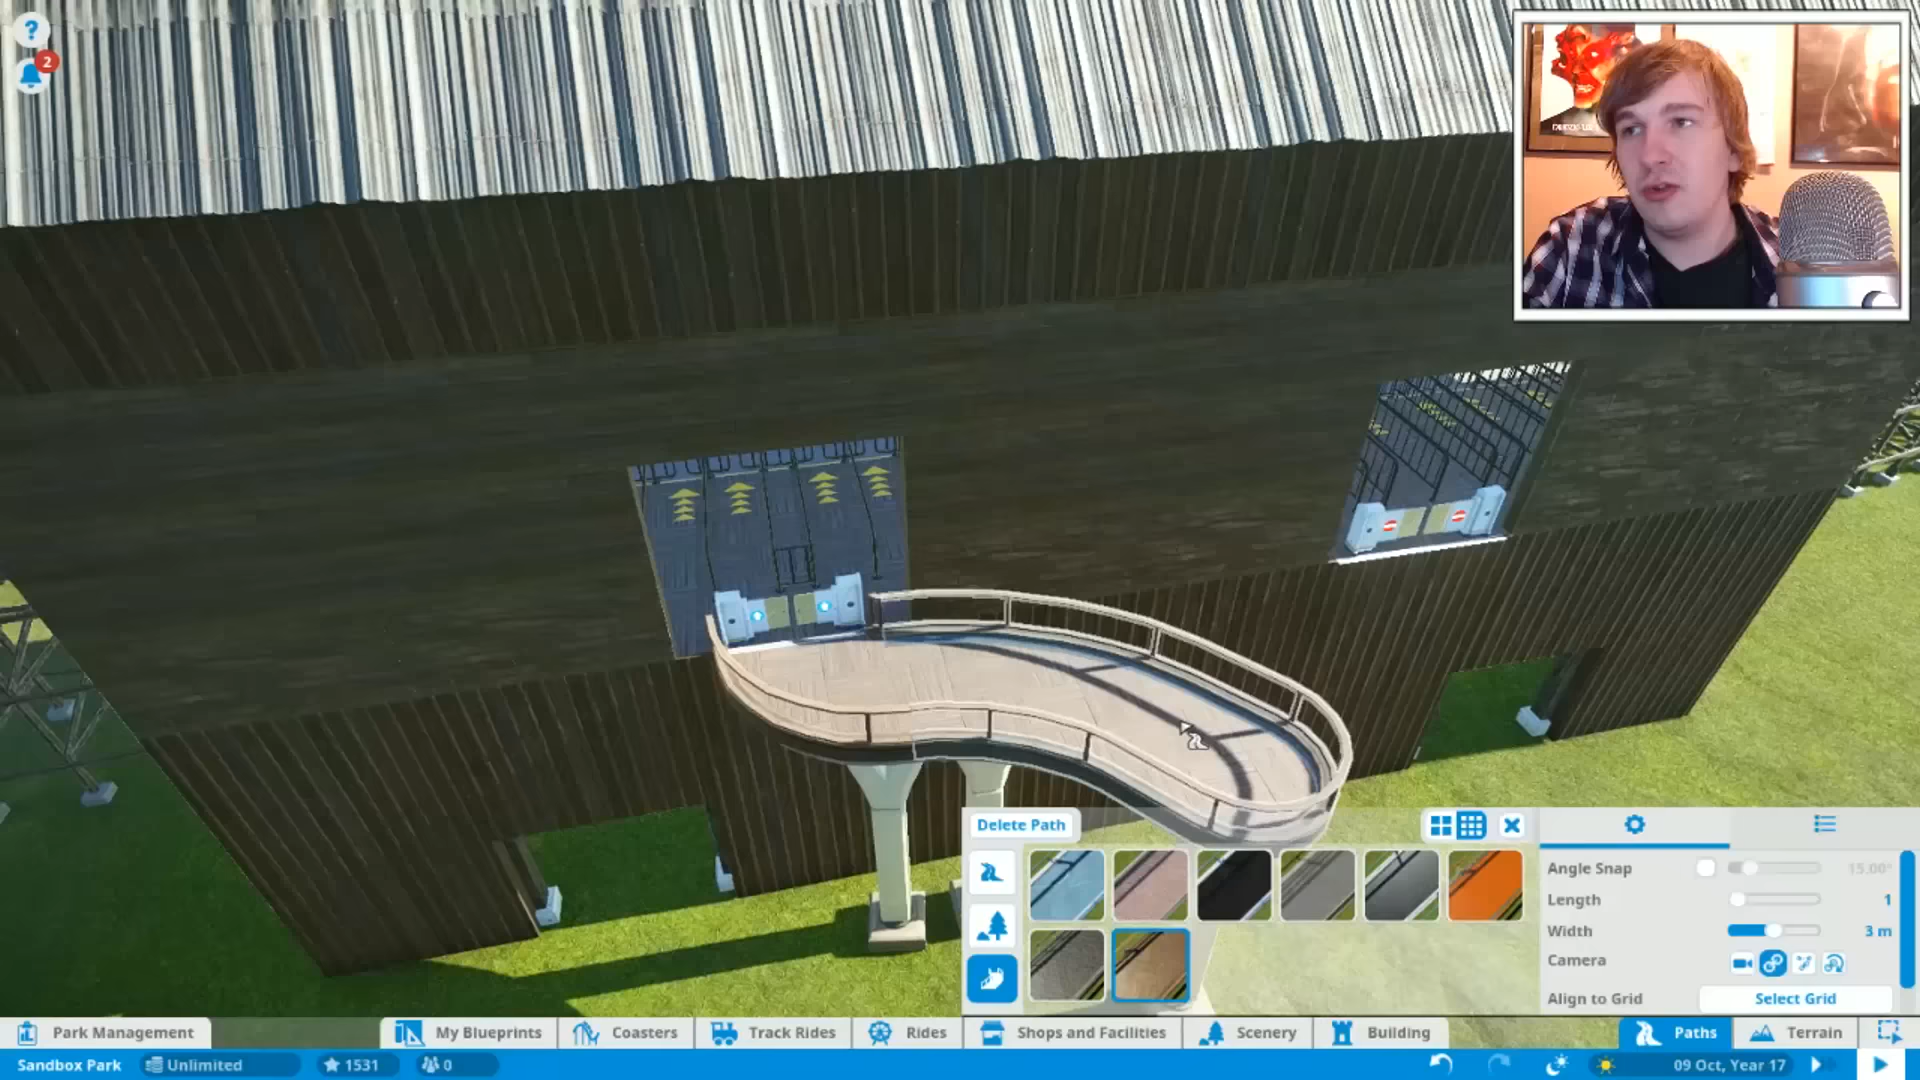 ?
2
Delete Path
Angle Snap
15.00°
Length
1
Width
3 m
Camera
Align to Grid
Select Grid
Park Management
My Blueprints
Coasters
Track Rides
Rides
Shops and Facilities
Scenery
Building
Paths
Terrain
Sandbox Park
Unlimited
1531
0
09 Oct, Year 17